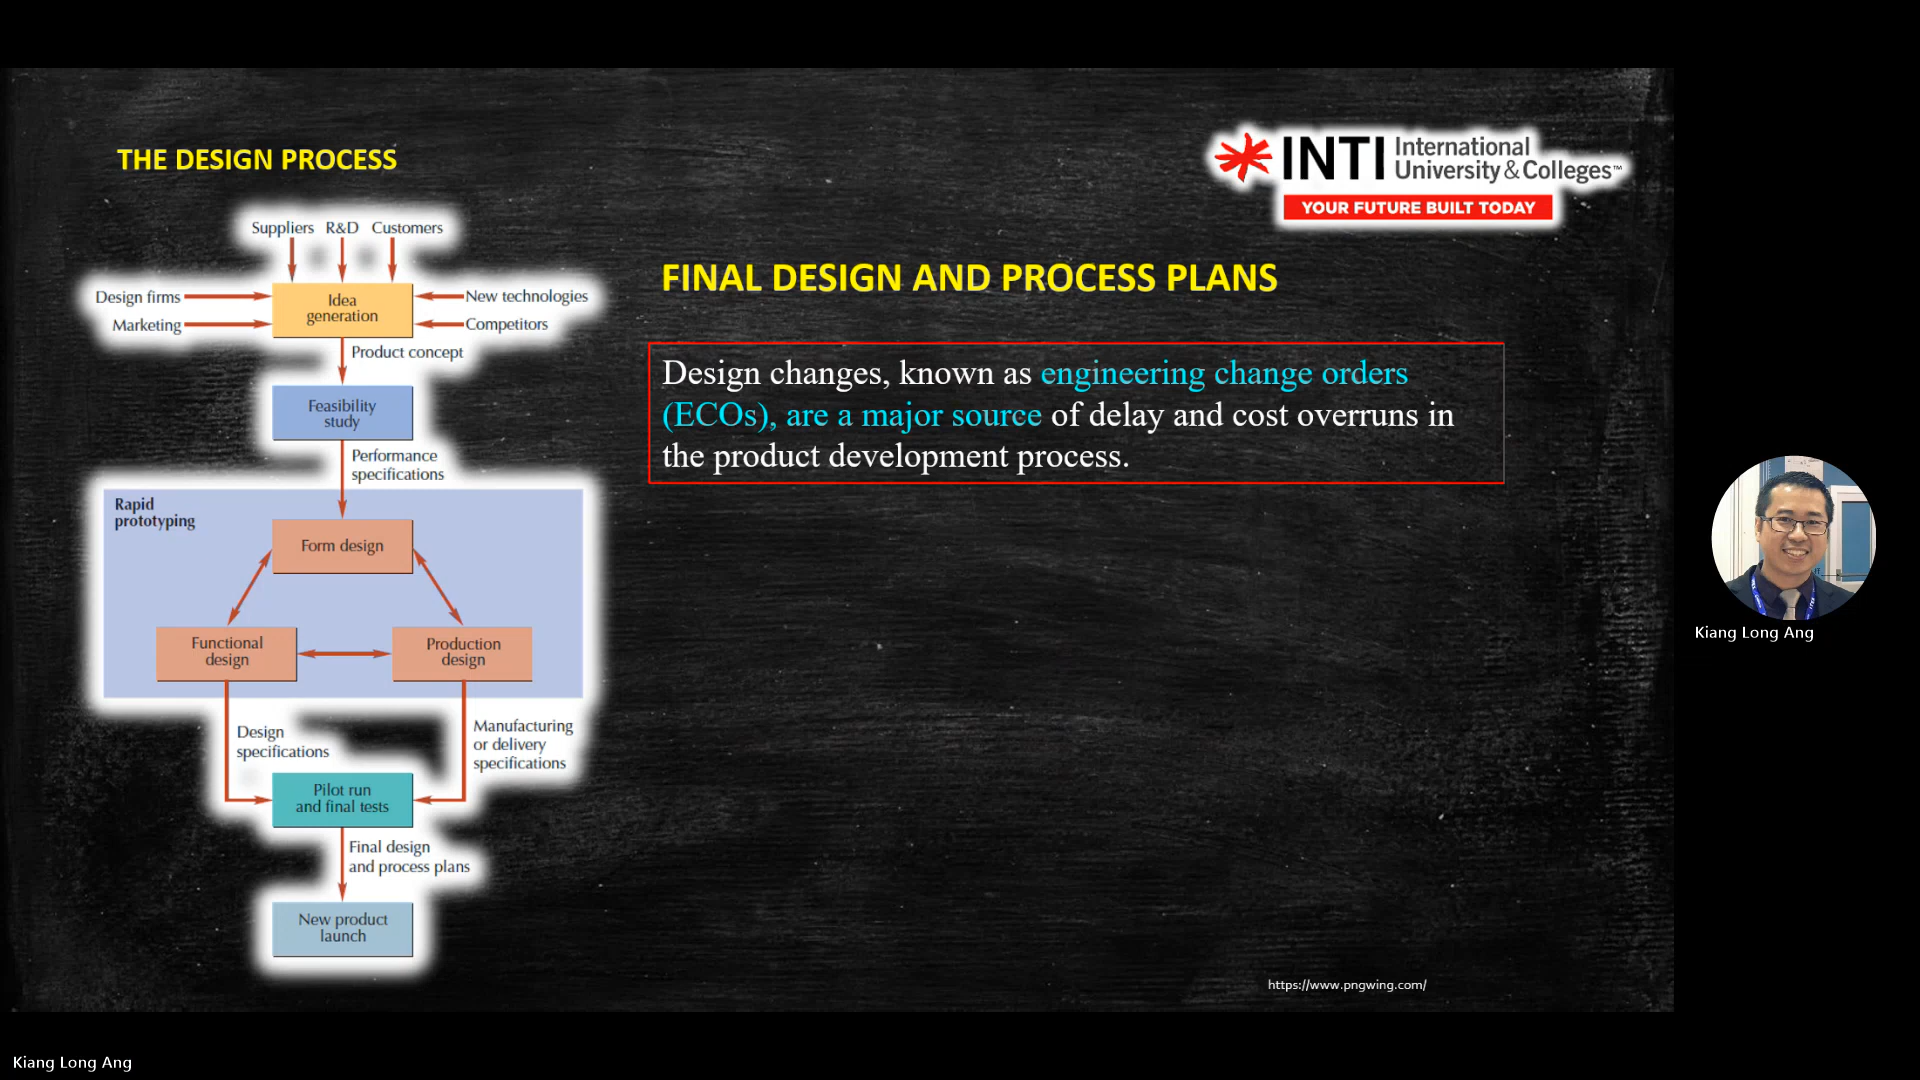 THE DESIGN PROCESS
INTI International
University & Colleges™
YOUR FUTURE BUILT TODAY
Suppliers R&D Customers
Design firms
Marketing
Idea
generation
New technologies
Competitors
Product concept
Feasibility
study
Performance
specifications
Rapid
prototyping
Form design
Functional
design
Production
design
Design
specifications
Manufacturing
or delivery
specifications
Pilot run
and final tests
Final design
and process plans
New product
launch
FINAL DESIGN AND PROCESS PLANS
Design changes, known as engineering change orders
(ECOs), are a major source of delay and cost overruns in
the product development process.
https://www.pngwing.com/
Kiang Long Ang
Kiang Long Ang